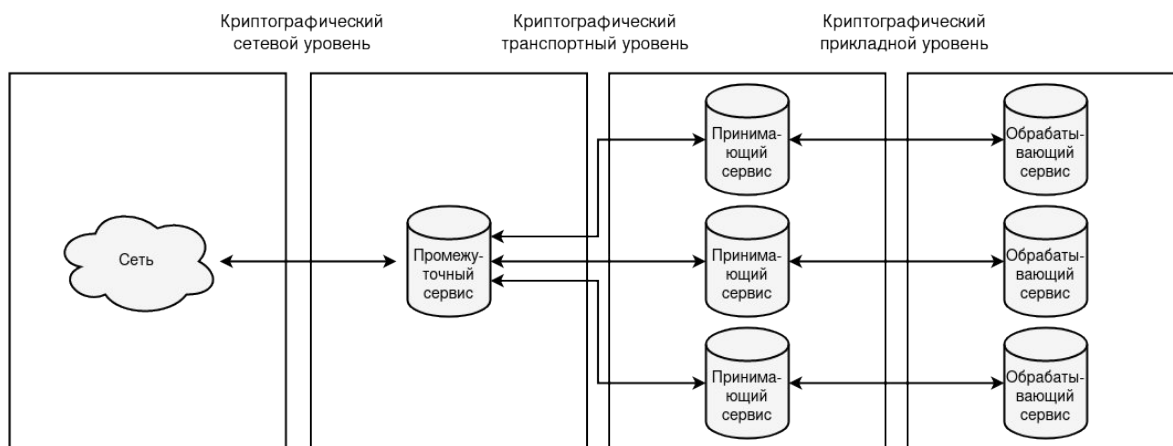 Криптографический
сетевой уровень
Криптографический
транспортный уровень
Криптографический
прикладной уровень
Сеть
Промежу-
точный
сервис
Принима-
ющий
сервис
Обрабаты-
вающий
сервис
Принима-
ющий
сервис
Обрабаты-
вающий
сервис
Принима-
ющий
сервис
Обрабаты-
вающий
сервис